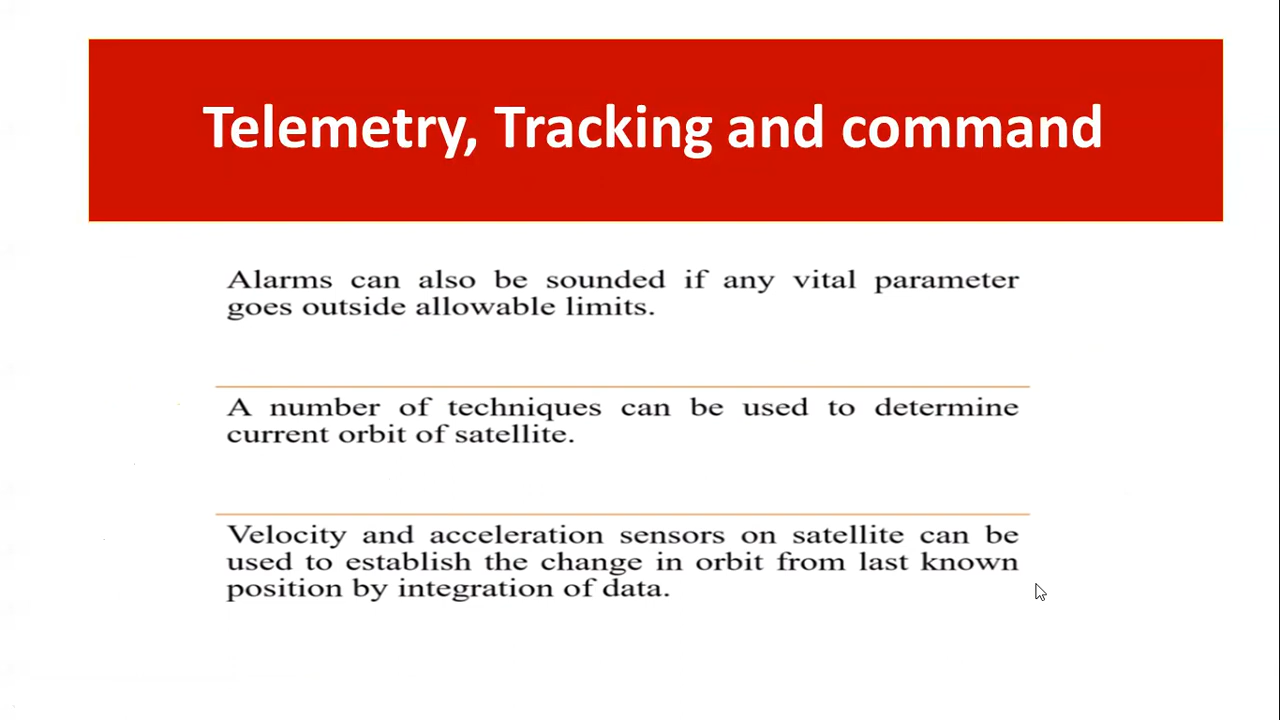 Telemetry, Tracking and command
Alarms can also be sounded if any vital parameter
goes outside allowable limits.
A number of techniques can be used to determine
current orbit of satellite.
Velocity and acceleration sensors on satellite can be
used to establish the change in orbit from last known
position by integration of data.